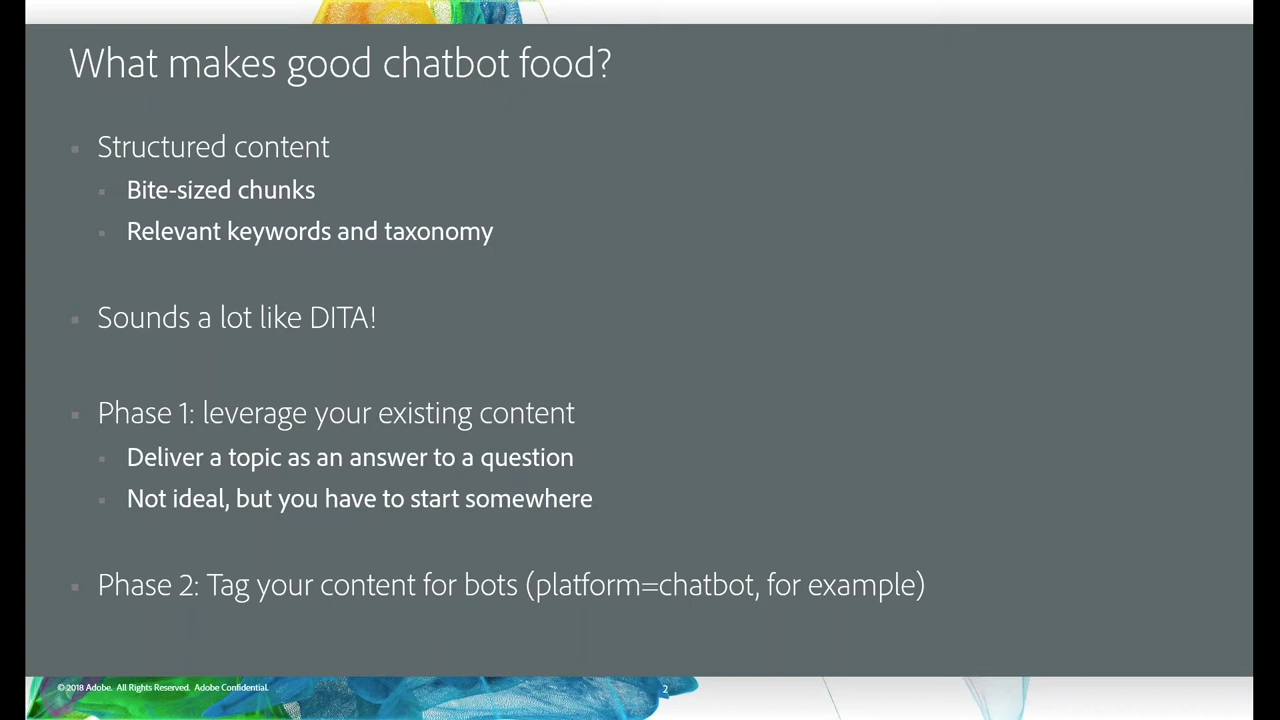 What makes good chatbot food?
Structured content
Bite-sized chunks
Relevant keywords and taxonomy
Sounds a lot like DITA!
Phase 1: leverage your existing content
Deliver a topic as an answer to a question
Not ideal, but you have to start somewhere
Phase 2: Tag your content for bots (platform=chatbot, for example)
© 2018 Adobe. All Rights Reserved. Adobe Confidential.
2